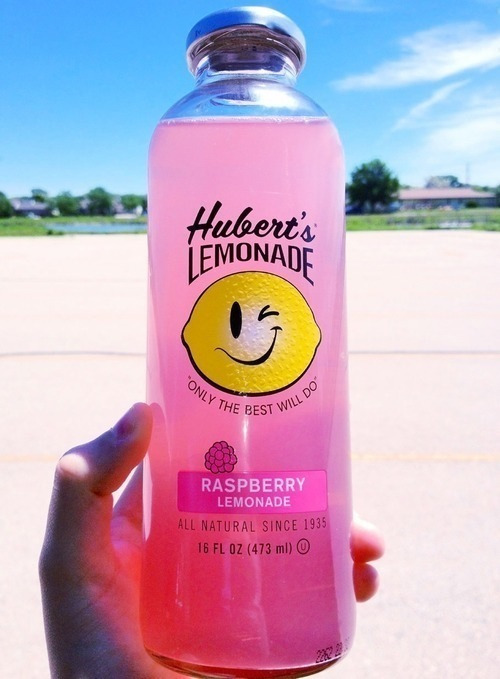 Hubert's
LEMONADE
"ONLY THE BEST WILL DO"
RASPBERRY
LEMONADE
ALL NATURAL SINCE 1935
16 FL OZ (473 ml) U